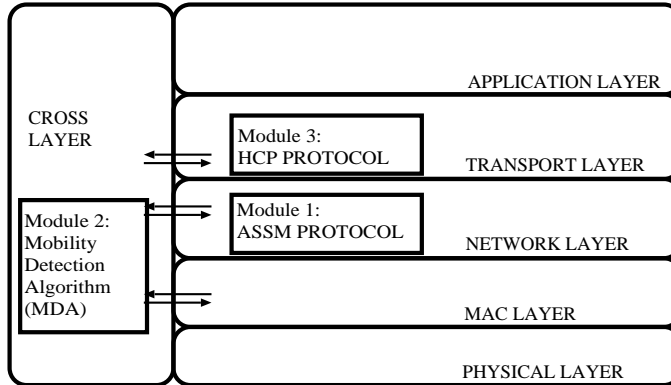 APPLICATION LAYER
CROSS
LAYER
Module 3:
HCP PROTOCOL
TRANSPORT LAYER
Module 2:
Mobility
Detection
Algorithm
(MDA)
Module 1:
ASSM PROTOCOL
NETWORK LAYER
MAC LAYER
PHYSICAL LAYER